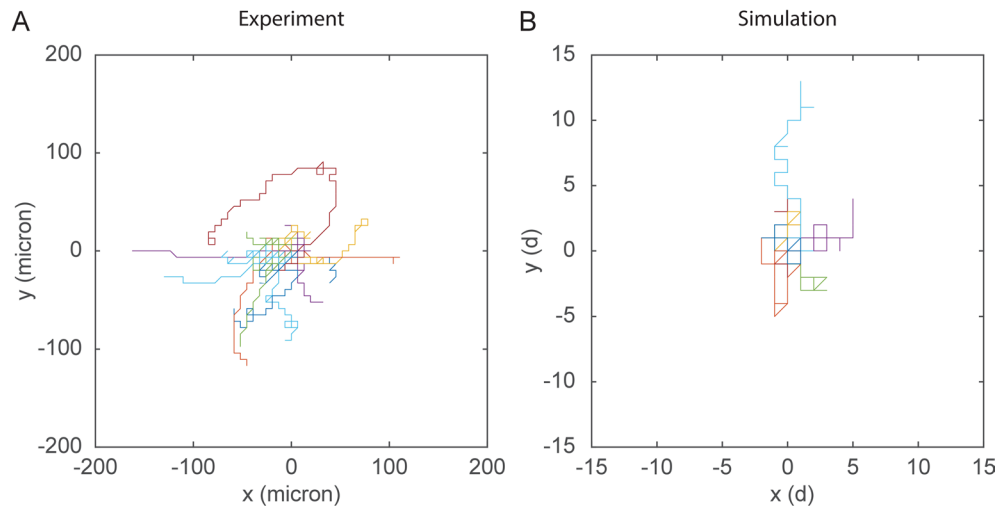 A Experiment
200
100
0
-100
-200
y (micron)
-200 -100 0 100 200
x (micron)
B Simulation
15
10
5
0
-5
-10
-15
y (d)
-15 -10 -5 0 5 10 15
x (d)